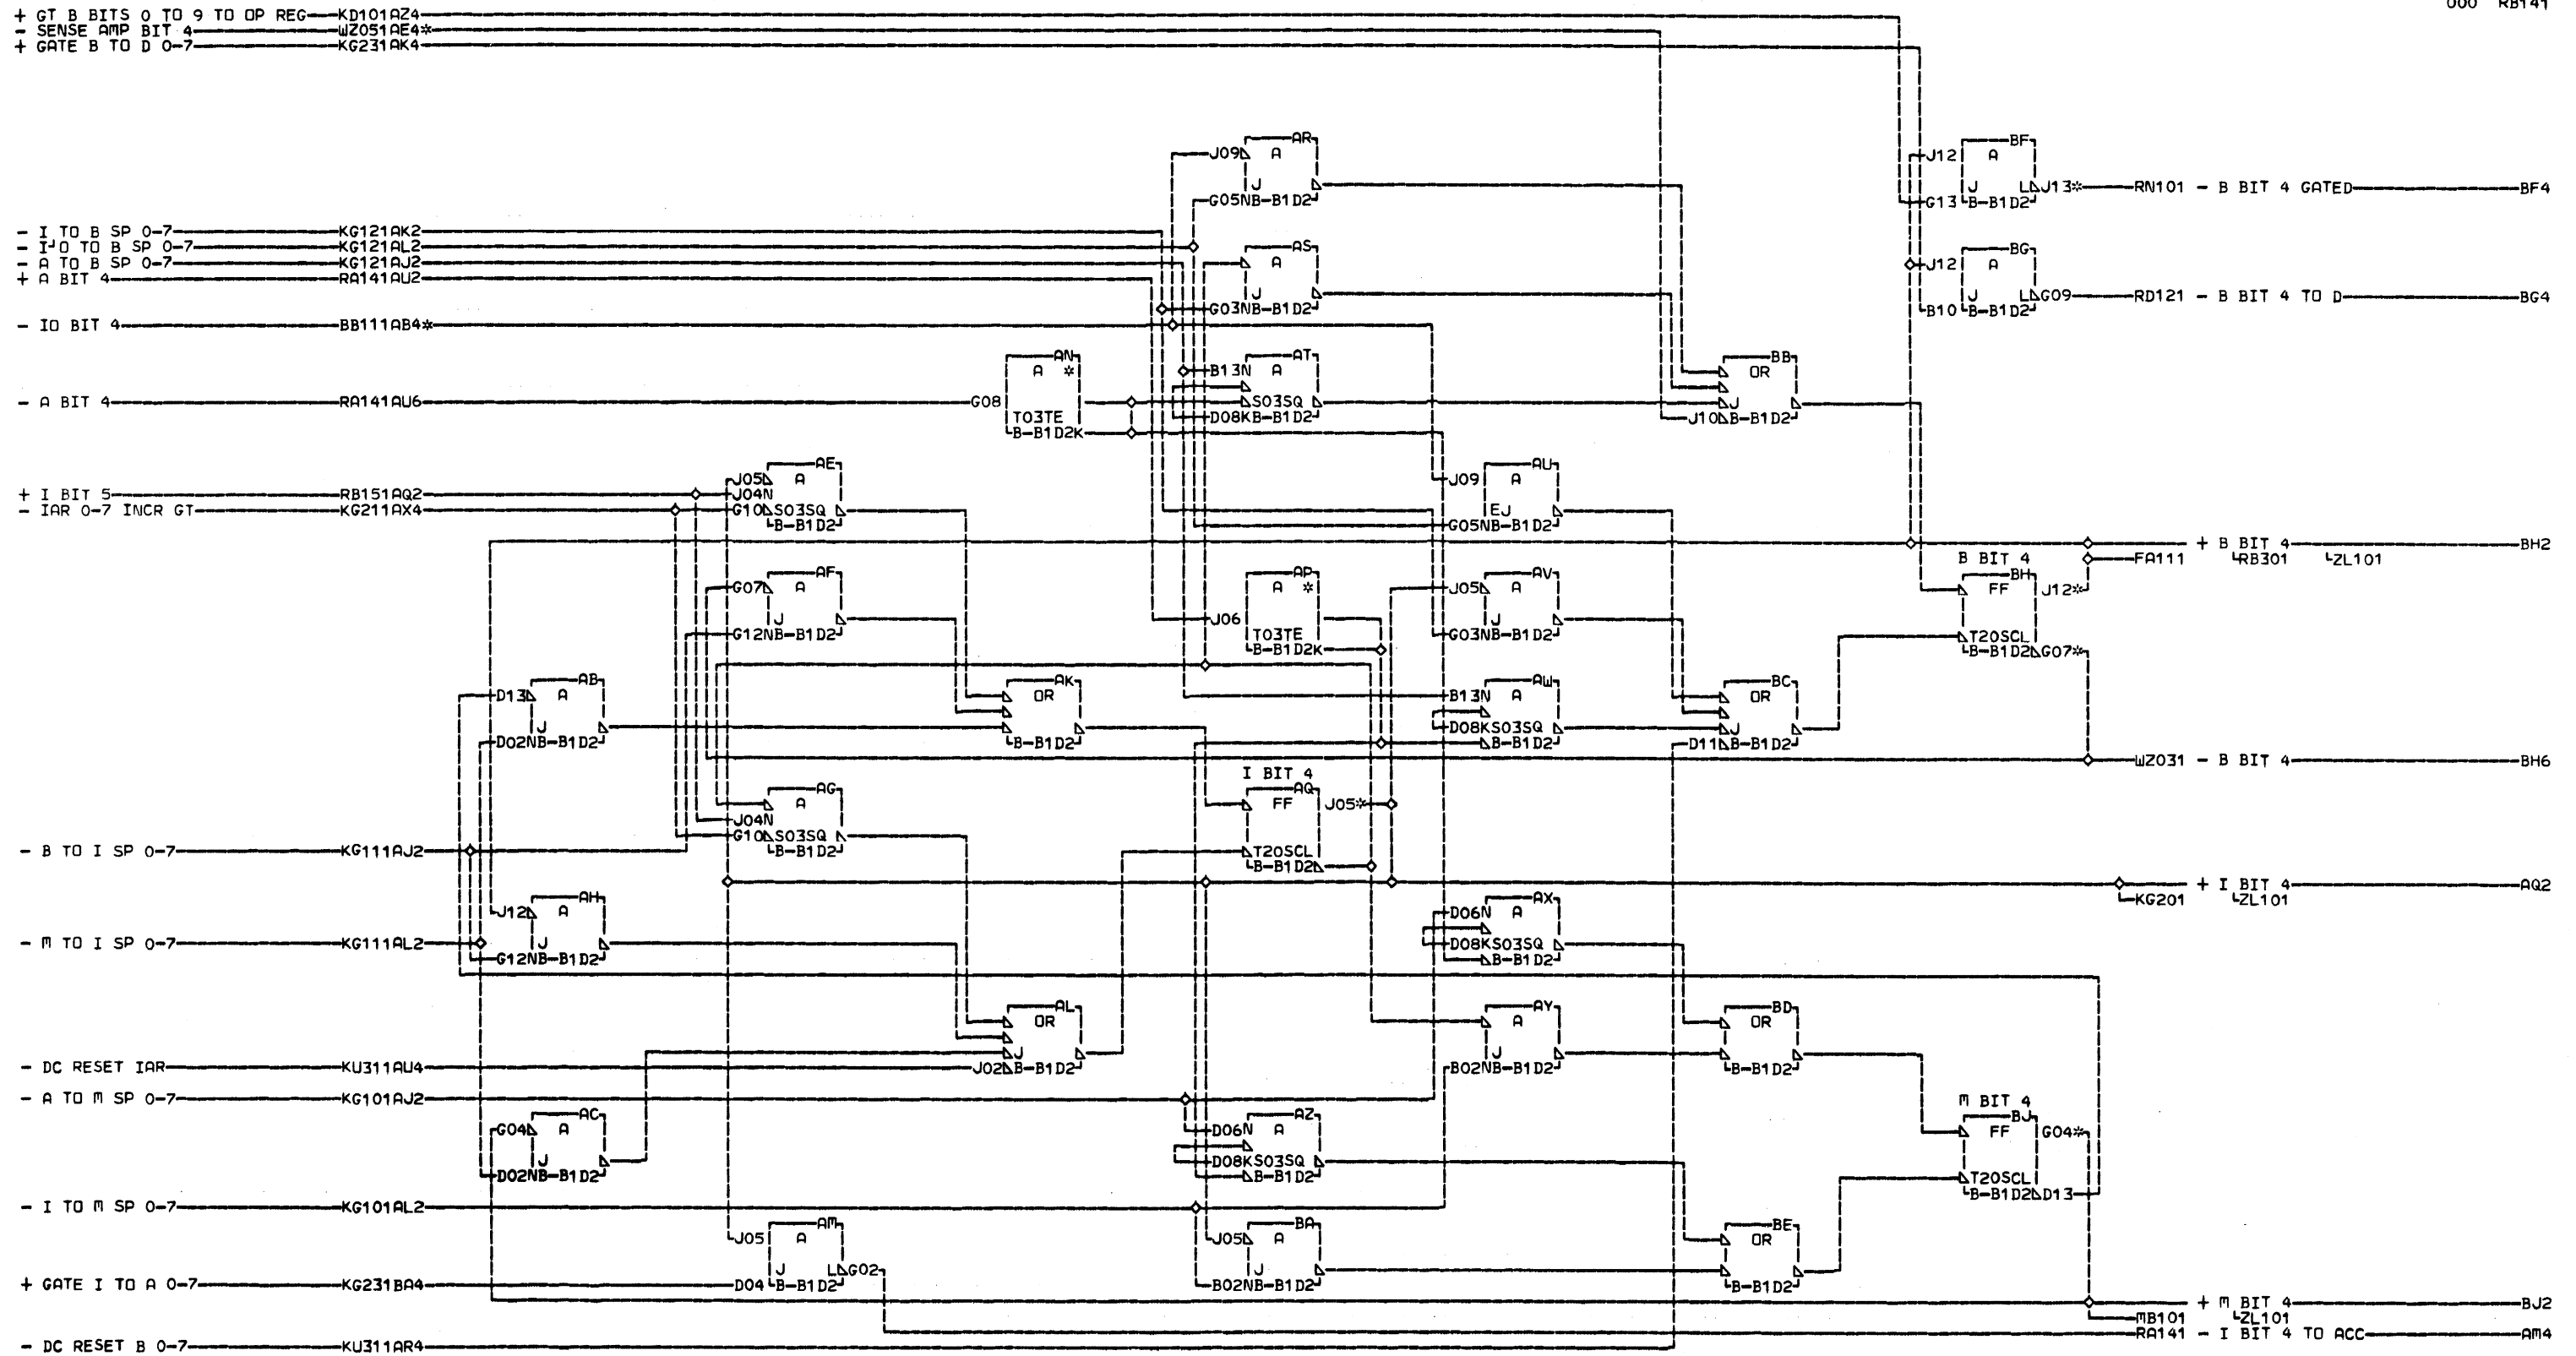 000 RB141
+ GT B BITS 0 TO 9 TO OP REG KD101AZ4
- SENSE AMP BIT 4 WZ051AE4*
+ GATE B TO D 0-7 KG231AK4
AR
J09 A
J
G05NB-B1D2
BF
J12 A
J L J13* RN101 - B BIT 4 GATED BF4
G13 B-B1D2
- I TO B SP 0-7 KG121AK2
- I-O TO B SP 0-7 KG121AL2
- A TO B SP 0-7 KG121AJ2
+ A BIT 4 RA141AU2
AS
A
J
G03NB-B1D2
BG
J12 A
J L G09 RD121 - B BIT 4 TO D BG4
B10 B-B1D2
- IO BIT 4 BB111AB4*
AN
A *
T03TE
B-B1D2K
AT
B13N A
S03SQ
D08KB-B1D2
BB
OR
J
J10 B-B1D2
- A BIT 4 RA141AU6 G08
AE
J05 A
J04N
G10 S03SQ
B-B1D2
+ I BIT 5 RB151AQ2
- IAR 0-7 INCR GT KG211AX4
AU
J09 A
EJ
G05NB-B1D2
+ B BIT 4 BH2
FA111 RB301 ZL101
B BIT 4
BH
FF J12*
T20SCL
B-B1D2 G07*
AF
G07 A
J
G12NB-B1D2
AP
A *
J06
T03TE
B-B1D2K
AV
J05 A
J
G03NB-B1D2
AB
D13 A
J
D02NB-B1D2
AK
OR
B-B1D2
AW
B13N A
D08KS03SQ
B-B1D2
BC
OR
J
D11 B-B1D2
WZ031 - B BIT 4 BH6
AG
A
J04N
G10 S03SQ
B-B1D2
I BIT 4
AQ
FF J05*
T20SCL
B-B1D2
- B TO I SP 0-7 KG111AJ2
+ I BIT 4 AQ2
KG201 ZL101
AH
J12 A
J
G12NB-B1D2
AX
D06N A
D08KS03SQ
B-B1D2
- M TO I SP 0-7 KG111AL2
AL
OR
J
J02 B-B1D2
AY
A
J
B02NB-B1D2
BD
OR
B-B1D2
- DC RESET IAR KU311AU4
- A TO M SP 0-7 KG101AJ2
AC
G04 A
J
D02NB-B1D2
AZ
D06N A
D08KS03SQ
B-B1D2
M BIT 4
BJ
FF G04*
T20SCL
B-B1D2 D13
- I TO M SP 0-7 KG101AL2
AM
J05 A
J L G02
D04 B-B1D2
BA
J05 A
J
B02NB-B1D2
BE
OR
B-B1D2
+ GATE I TO A 0-7 KG231BA4
+ M BIT 4 BJ2
MB101 ZL101
RA141 - I BIT 4 TO ACC AM4
- DC RESET B 0-7 KU311AR4